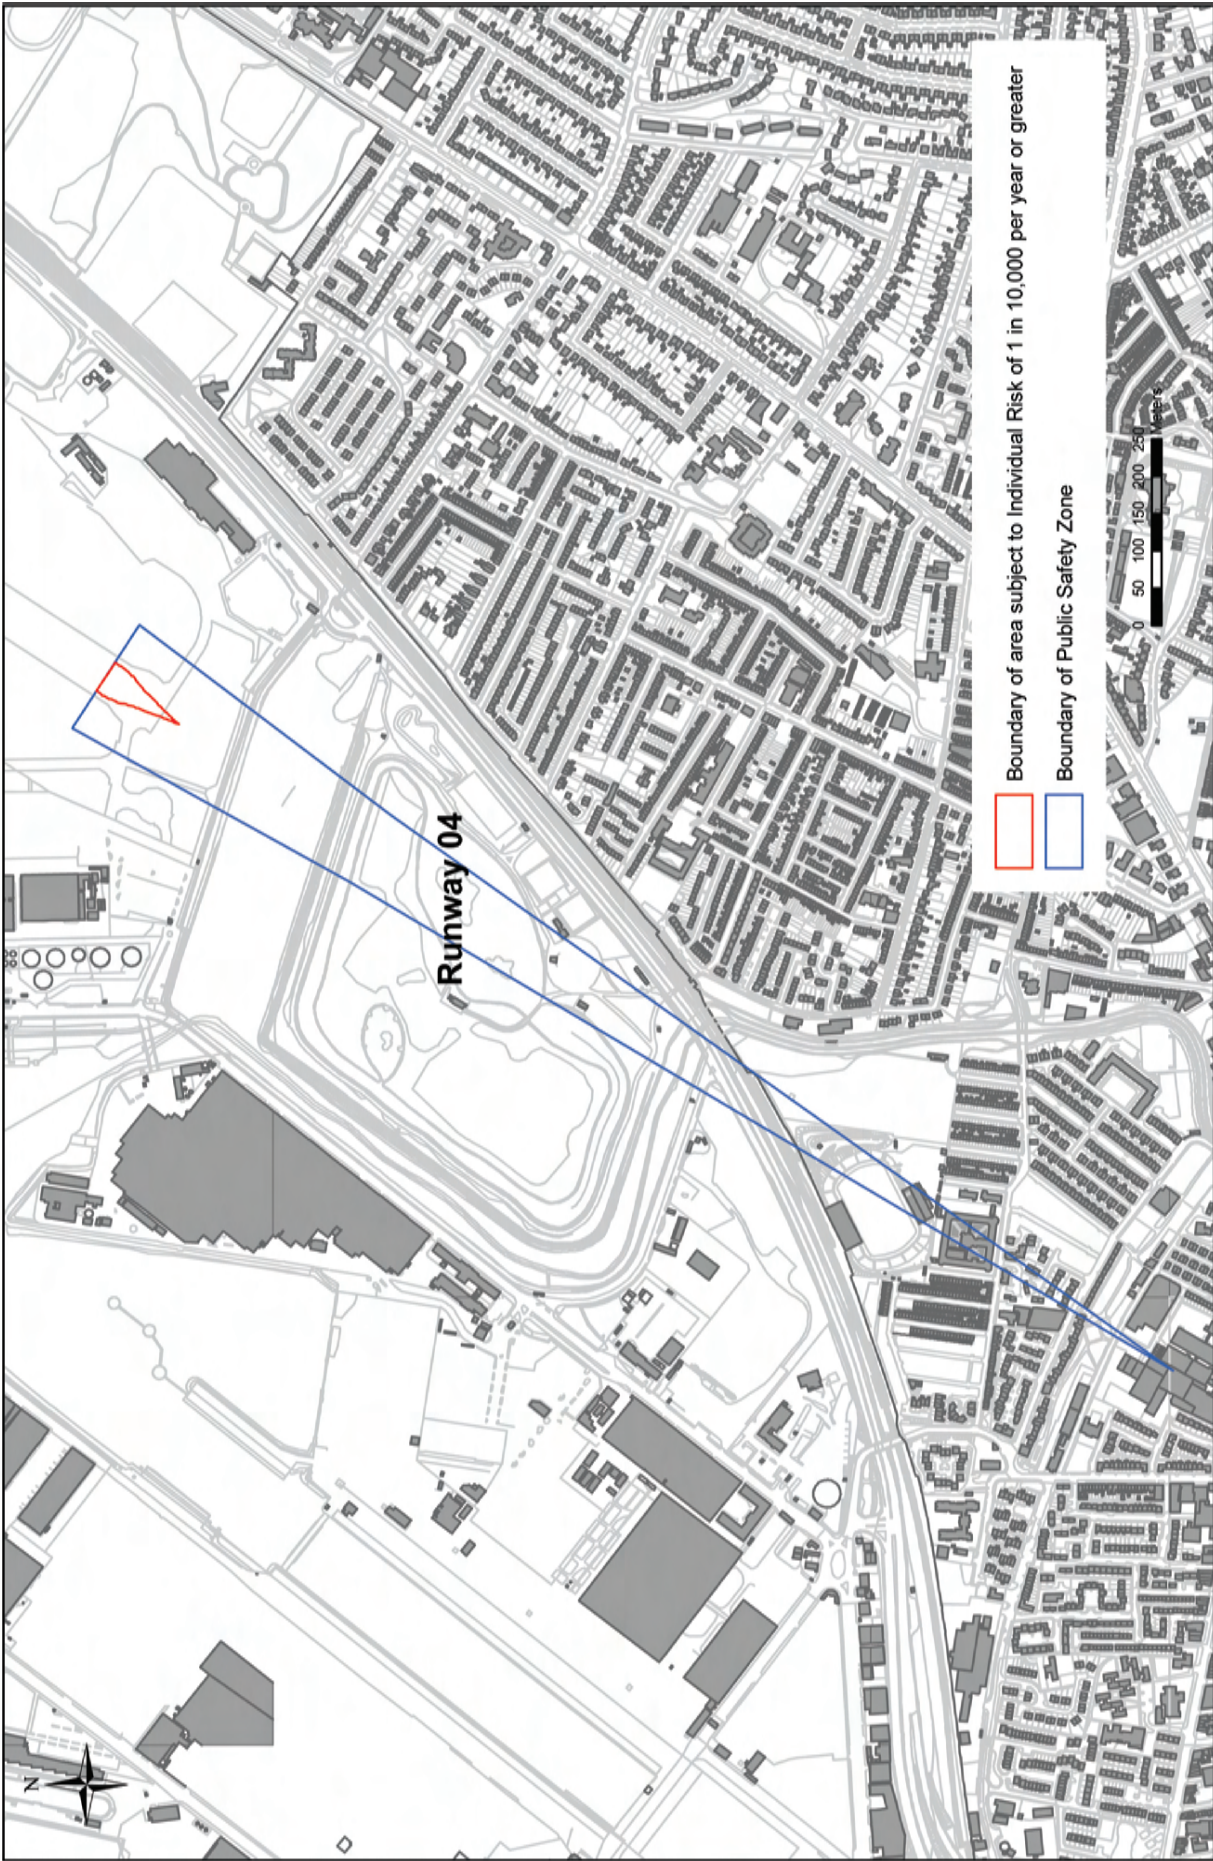 N
Runway 04
Boundary of area subject to Individual Risk of 1 in 10,000 per year or greater
Boundary of Public Safety Zone
0 50 100 150 200 250
Meters